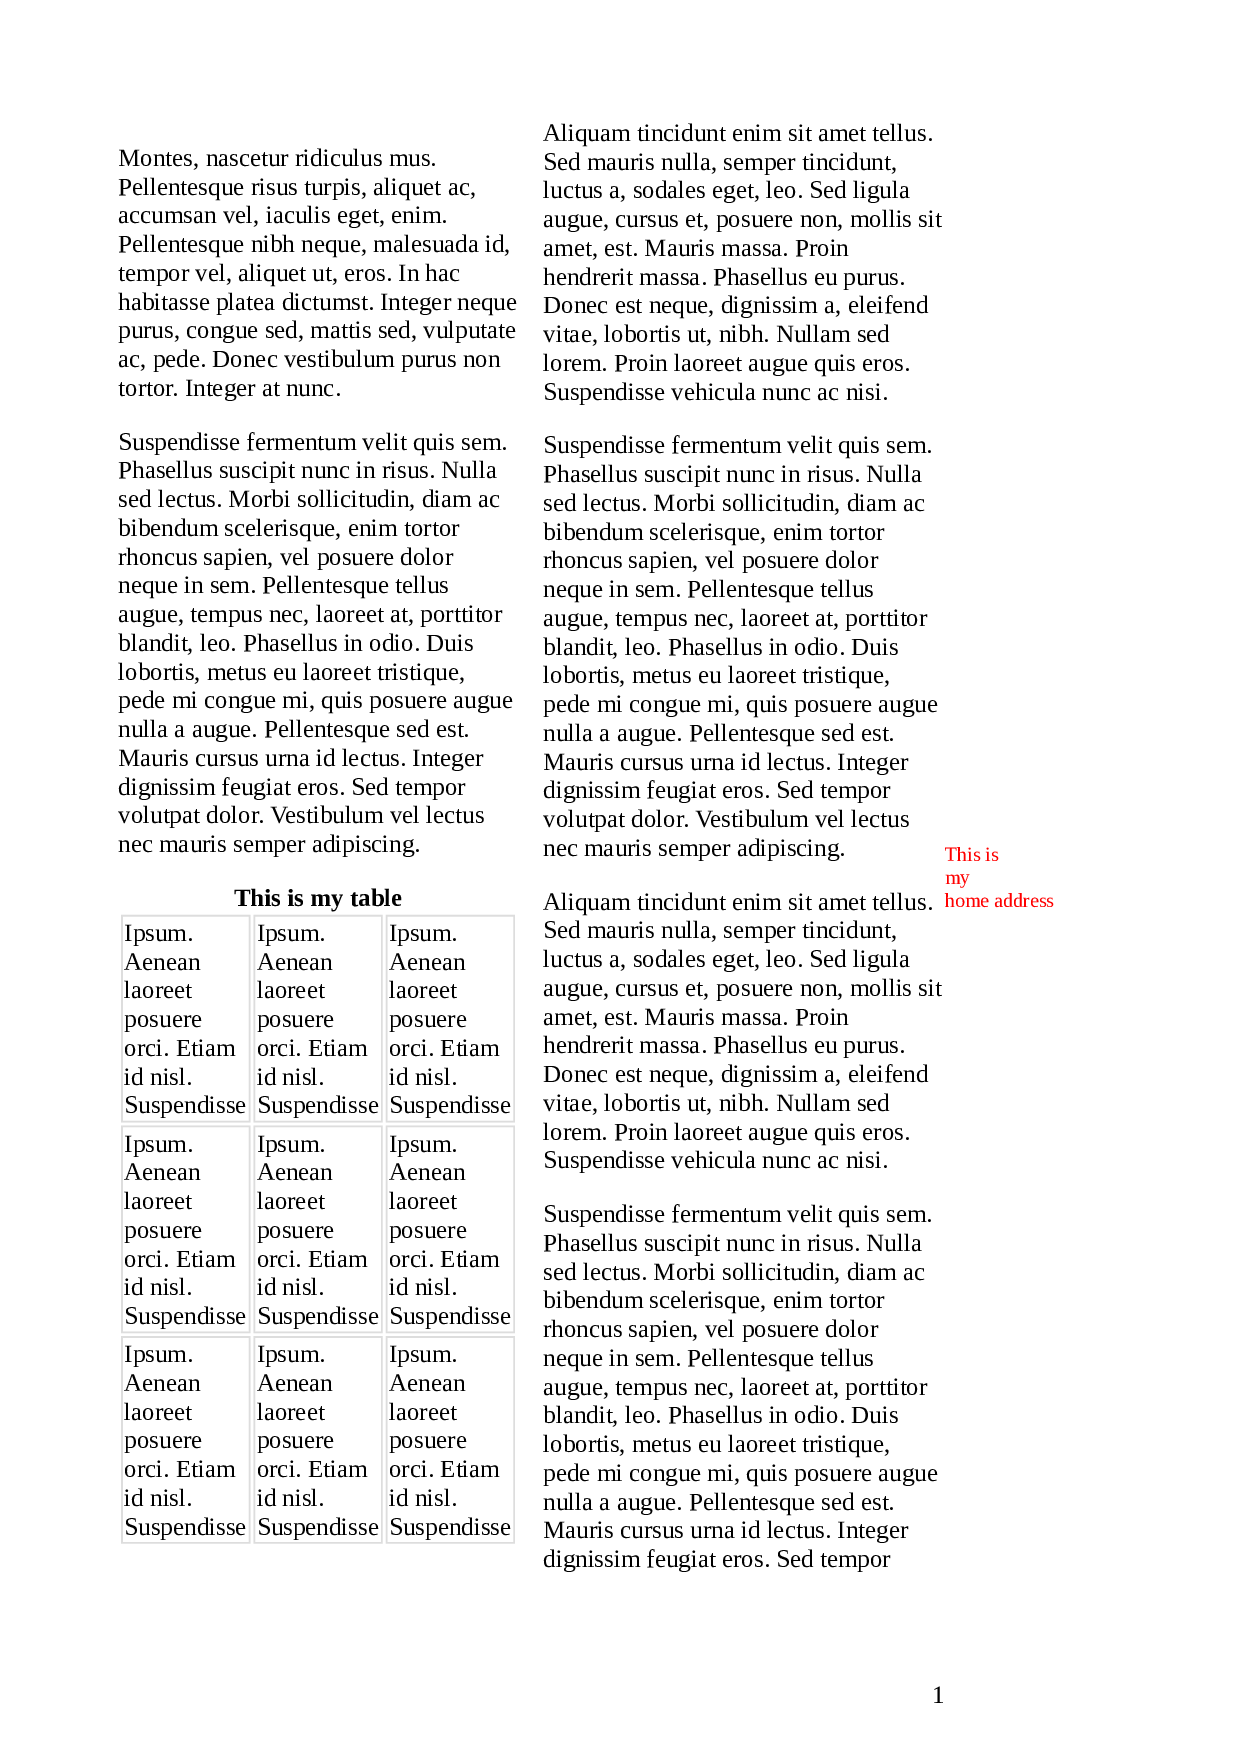 Montes, nascetur ridiculus mus.
Pellentesque risus turpis, aliquet ac,
accumsan vel, iaculis eget, enim.
Pellentesque nibh neque, malesuada id,
tempor vel, aliquet ut, eros. In hac
habitasse platea dictumst. Integer neque
purus, congue sed, mattis sed, vulputate
ac, pede. Donec vestibulum purus non
tortor. Integer at nunc.
Suspendisse fermentum velit quis sem.
Phasellus suscipit nunc in risus. Nulla
sed lectus. Morbi sollicitudin, diam ac
bibendum scelerisque, enim tortor
rhoncus sapien, vel posuere dolor
neque in sem. Pellentesque tellus
augue, tempus nec, laoreet at, porttitor
blandit, leo. Phasellus in odio. Duis
lobortis, metus eu laoreet tristique,
pede mi congue mi, quis posuere augue
nulla a augue. Pellentesque sed est.
Mauris cursus urna id lectus. Integer
dignissim feugiat eros. Sed tempor
volutpat dolor. Vestibulum vel lectus
nec mauris semper adipiscing.
This is my table
Ipsum. Ipsum. Ipsum.
Aenean Aenean Aenean
laoreet laoreet laoreet
posuere posuere posuere
orci. Etiam orci. Etiam orci. Etiam
id nisl. id nisl. id nisl.
Suspendisse Suspendisse Suspendisse
Ipsum. Ipsum. Ipsum.
Aenean Aenean Aenean
laoreet laoreet laoreet
posuere posuere posuere
orci. Etiam orci. Etiam orci. Etiam
id nisl. id nisl. id nisl.
Suspendisse Suspendisse Suspendisse
Ipsum. Ipsum. Ipsum.
Aenean Aenean Aenean
laoreet laoreet laoreet
posuere posuere posuere
orci. Etiam orci. Etiam orci. Etiam
id nisl. id nisl. id nisl.
Suspendisse Suspendisse Suspendisse
Aliquam tincidunt enim sit amet tellus.
Sed mauris nulla, semper tincidunt,
luctus a, sodales eget, leo. Sed ligula
augue, cursus et, posuere non, mollis sit
amet, est. Mauris massa. Proin
hendrerit massa. Phasellus eu purus.
Donec est neque, dignissim a, eleifend
vitae, lobortis ut, nibh. Nullam sed
lorem. Proin laoreet augue quis eros.
Suspendisse vehicula nunc ac nisi.
Suspendisse fermentum velit quis sem.
Phasellus suscipit nunc in risus. Nulla
sed lectus. Morbi sollicitudin, diam ac
bibendum scelerisque, enim tortor
rhoncus sapien, vel posuere dolor
neque in sem. Pellentesque tellus
augue, tempus nec, laoreet at, porttitor
blandit, leo. Phasellus in odio. Duis
lobortis, metus eu laoreet tristique,
pede mi congue mi, quis posuere augue
nulla a augue. Pellentesque sed est.
Mauris cursus urna id lectus. Integer
dignissim feugiat eros. Sed tempor
volutpat dolor. Vestibulum vel lectus
nec mauris semper adipiscing.
This is
my
home address
Aliquam tincidunt enim sit amet tellus.
Sed mauris nulla, semper tincidunt,
luctus a, sodales eget, leo. Sed ligula
augue, cursus et, posuere non, mollis sit
amet, est. Mauris massa. Proin
hendrerit massa. Phasellus eu purus.
Donec est neque, dignissim a, eleifend
vitae, lobortis ut, nibh. Nullam sed
lorem. Proin laoreet augue quis eros.
Suspendisse vehicula nunc ac nisi.
Suspendisse fermentum velit quis sem.
Phasellus suscipit nunc in risus. Nulla
sed lectus. Morbi sollicitudin, diam ac
bibendum scelerisque, enim tortor
rhoncus sapien, vel posuere dolor
neque in sem. Pellentesque tellus
augue, tempus nec, laoreet at, porttitor
blandit, leo. Phasellus in odio. Duis
lobortis, metus eu laoreet tristique,
pede mi congue mi, quis posuere augue
nulla a augue. Pellentesque sed est.
Mauris cursus urna id lectus. Integer
dignissim feugiat eros. Sed tempor
1